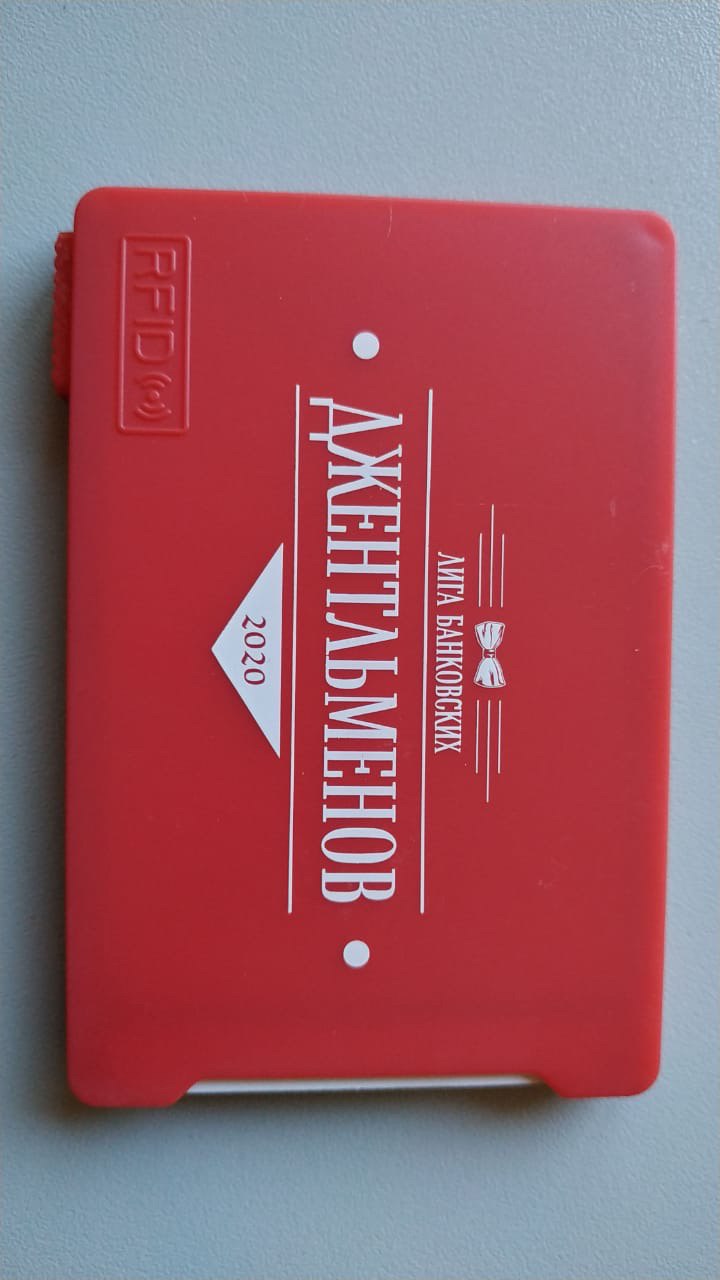 ЛИГА БАНКОВСКИХ
ДЖЕНТЛЬМЕНОВ
2020
RFID